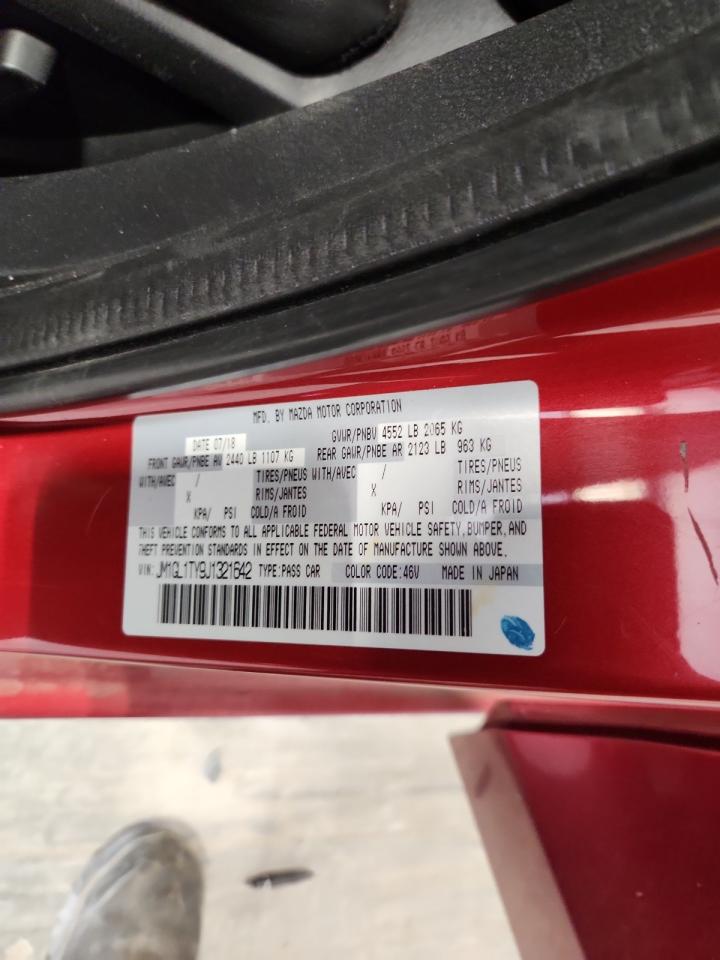 MFD. BY MAZDA MOTOR CORPORATION
DATE 07/18 GVWR/PNBV 4552 LB 2065 KG
FRONT GAWR/PNBE AV 2440 LB 1107 KG REAR GAWR/PNBE AR 2123 LB 963 KG
WITH/AVEC / TIRES/PNEUS WITH/AVEC / TIRES/PNEUS
X RIMS/JANTES X RIMS/JANTES
KPA/ PSI COLD/A FROID KPA/ PSI COLD/A FROID
THIS VEHICLE CONFORMS TO ALL APPLICABLE FEDERAL MOTOR VEHICLE SAFETY, BUMPER, AND
THEFT PREVENTION STANDARDS IN EFFECT ON THE DATE OF MANUFACTURE SHOWN ABOVE.
VIN: JM1GL1TY9J1321642 TYPE:PASS CAR COLOR CODE:46V MADE IN JAPAN